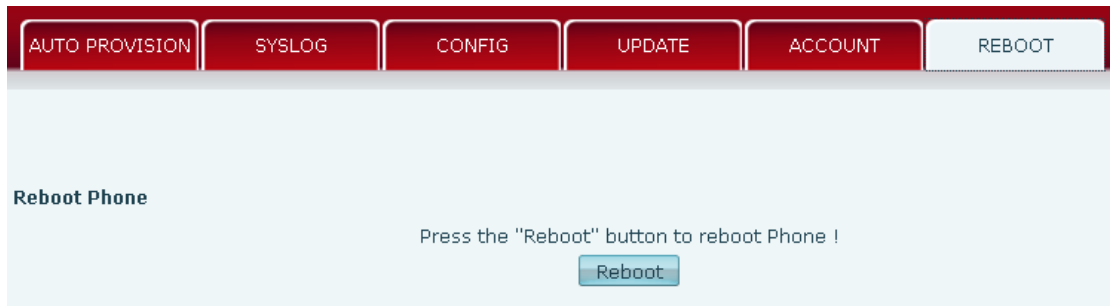 AUTO PROVISION SYSLOG CONFIG UPDATE ACCOUNT REBOOT
Reboot Phone
Press the "Reboot" button to reboot Phone !
Reboot